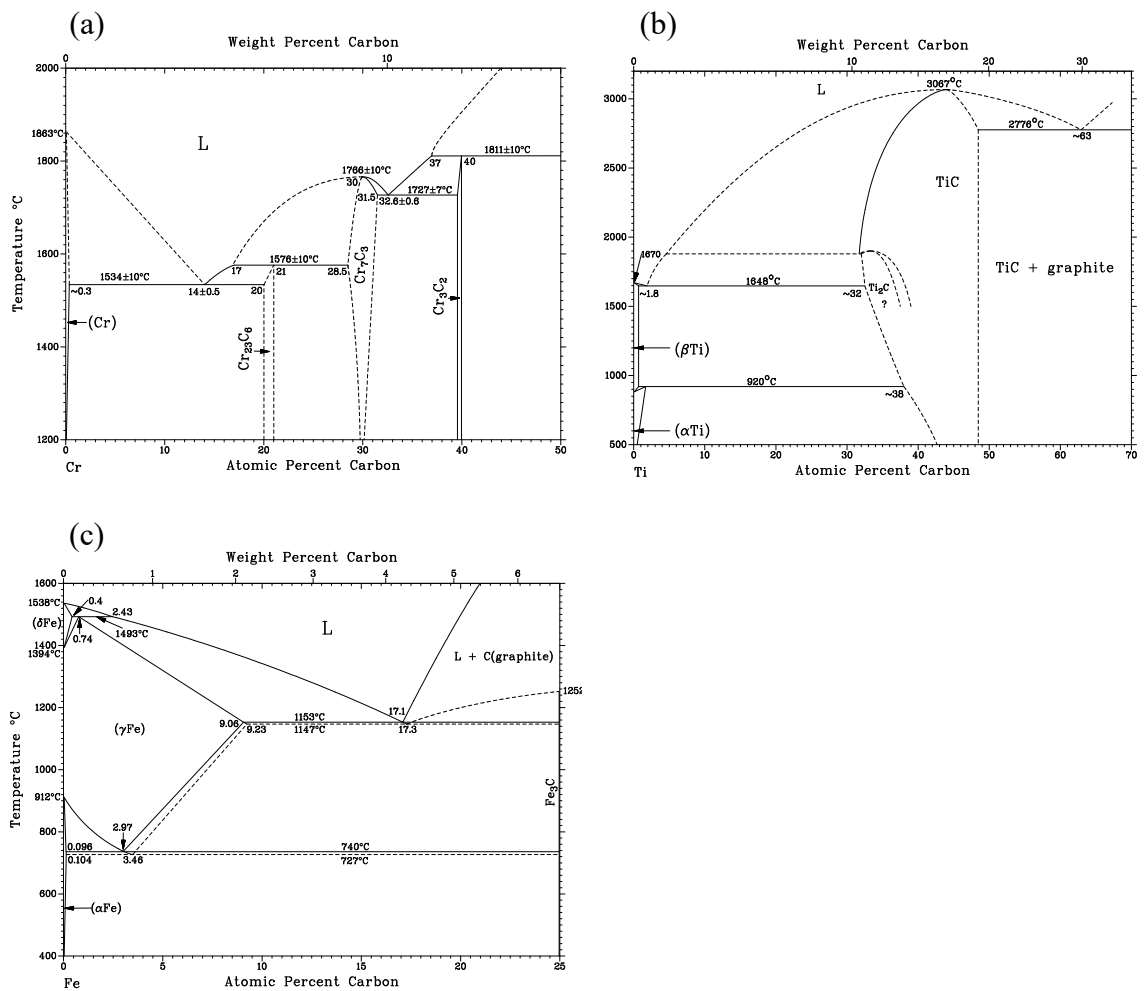 (a)
Weight Percent Carbon
0 10
2000
1863°C
L
1811±10°C
1800
37 40
1766±10°C
30
1727±7°C
31.5
32.6±0.6
1600
1576±10°C
17 21 28.5
1534±10°C
~0.3 14±0.5 20
Cr7C3
Cr3C2
Cr23C6
(Cr)
1400
1200
Temperature °C
0 10 20 30 40 50
Cr
Atomic Percent Carbon
(b)
Weight Percent Carbon
0 10 20 30
L
3067°C
3000
2776°C
~63
2500
TiC
2000
1670
TiC + graphite
1648°C
~1.8 ~32
Ti2C
?
1500
(βTi)
1000
920°C
~38
(αTi)
500
0 10 20 30 40 50 60 70
Ti
Atomic Percent Carbon
(c)
Weight Percent Carbon
0 1 2 3 4 5 6
1600
1538°C
0.4
2.43
(δFe)
1493°C
0.74
L
1400
1394°C
L + C(graphite)
1252
1200
17.1
1153°C
9.06
9.23 1147°C 17.3
(γFe)
1000
Fe3C
912°C
800
2.97
0.096 740°C
0.104 3.46 727°C
600
(αFe)
400
Temperature °C
0 5 10 15 20 25
Fe
Atomic Percent Carbon